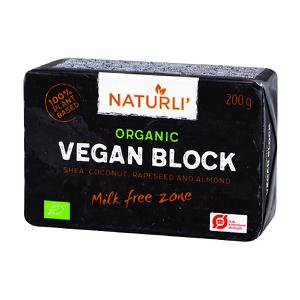 100%
PLANT
BASED
NATURLI'
200 g
ORGANIC
VEGAN BLOCK
SHEA, COCONUT, RAPESEED AND ALMOND
Milk free zone